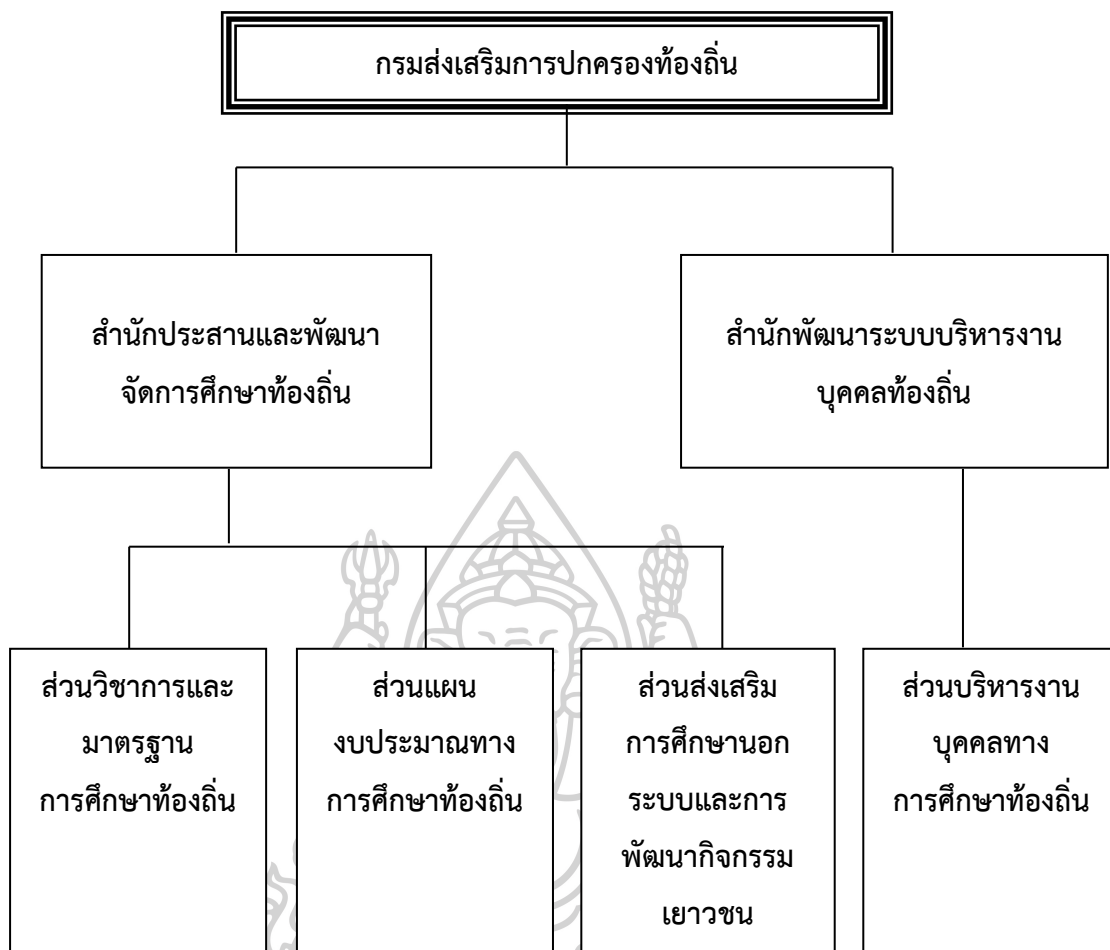 กรมส่งเสริมการปกครองท้องถิ่น
สำนักประสานและพัฒนา
จัดการศึกษาท้องถิ่น
สำนักพัฒนาระบบบริหารงาน
บุคคลท้องถิ่น
ส่วนวิชาการและ
มาตรฐาน
การศึกษาท้องถิ่น
ส่วนแผน
งบประมาณทาง
การศึกษาท้องถิ่น
ส่วนส่งเสริม
การศึกษานอก
ระบบและการ
พัฒนากิจกรรม
เยาวชน
ส่วนบริหารงาน
บุคคลทาง
การศึกษาท้องถิ่น